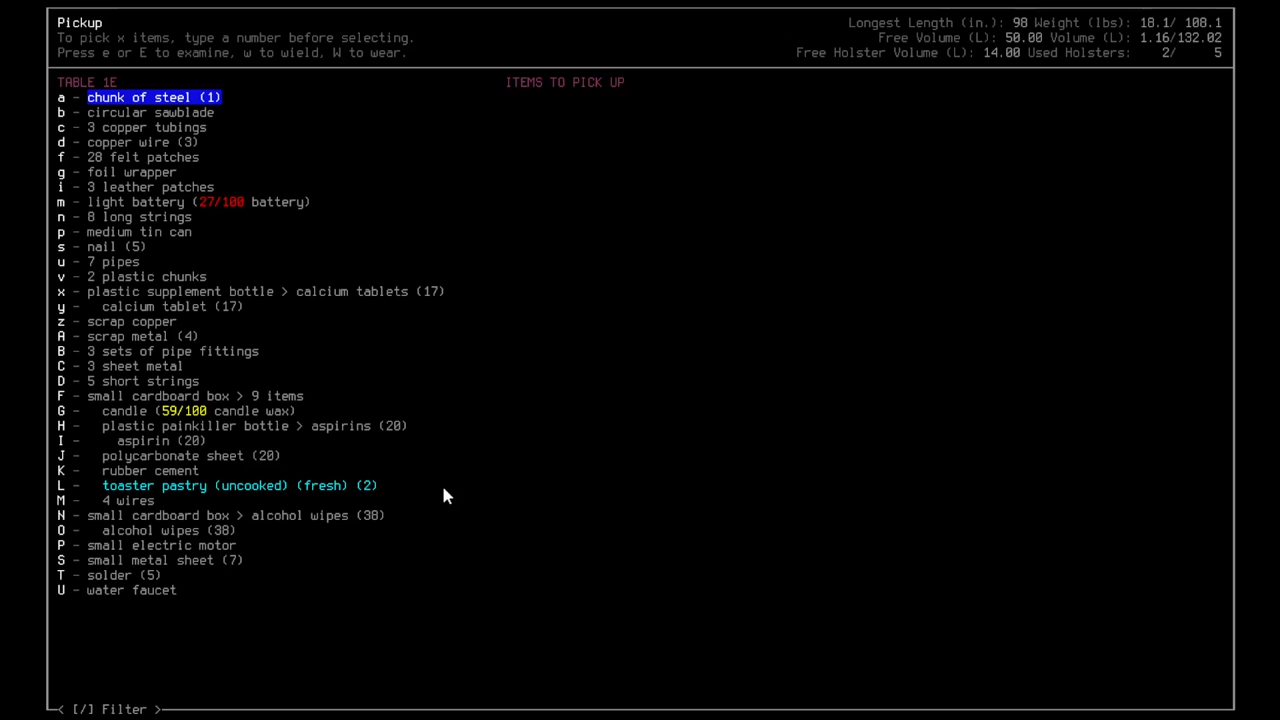 Pickup
Longest Length (in.): 98 Weight (lbs): 18.1/ 108.1
To pick x items, type a number before selecting.
Free Volume (L): 50.00 Volume (L): 1.16/132.02
Press e or E to examine, w to wield, W to wear.
Free Holster Volume (L): 14.00 Used Holsters: 2/ 5
TABLE 1E
ITEMS TO PICK UP
a - chunk of steel (1)
b - circular sawblade
c - 3 copper tubings
d - copper wire (3)
f - 28 felt patches
g - foil wrapper
i - 3 leather patches
m - light battery (27/100 battery)
n - 8 long strings
p - medium tin can
s - nail (5)
u - 7 pipes
v - 2 plastic chunks
x - plastic supplement bottle > calcium tablets (17)
y - calcium tablet (17)
z - scrap copper
A - scrap metal (4)
B - 3 sets of pipe fittings
C - 3 sheet metal
D - 5 short strings
F - small cardboard box > 9 items
G - candle (59/100 candle wax)
H - plastic painkiller bottle > aspirins (20)
I - aspirin (20)
J - polycarbonate sheet (20)
K - rubber cement
L - toaster pastry (uncooked) (fresh) (2)
M - 4 wires
N - small cardboard box > alcohol wipes (38)
O - alcohol wipes (38)
P - small electric motor
S - small metal sheet (7)
T - solder (5)
U - water faucet
< [/] Filter >